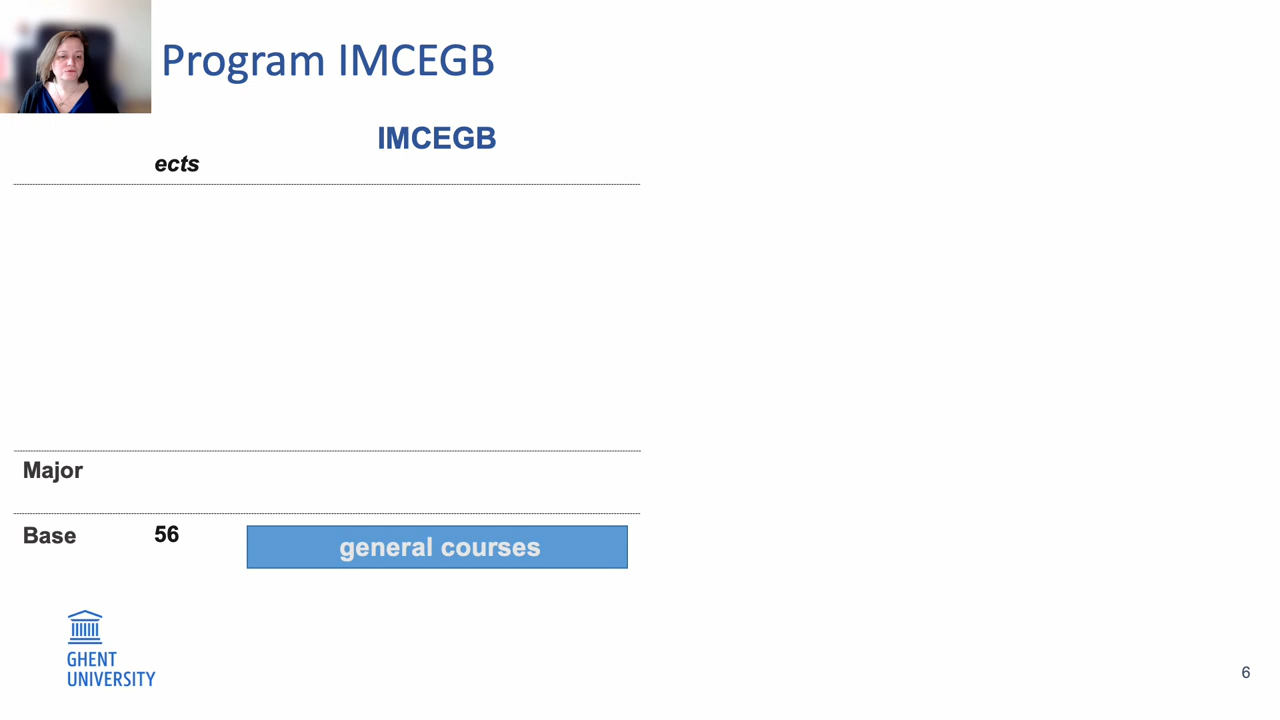 Program IMCEGB
IMCEGB
ects
Major
Base 56 general courses
GHENT
UNIVERSITY
6